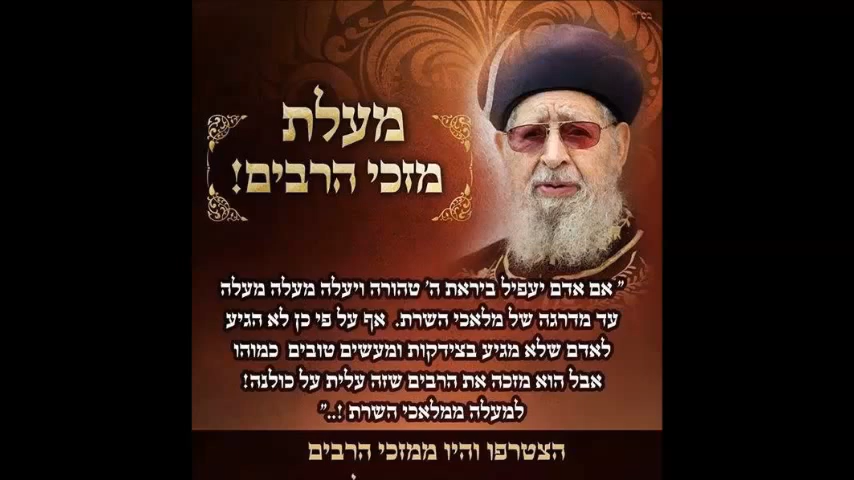 בס"ד
מעלת
מזכי הרבים!
"אם אדם יעפיל ביראת ה' טהורה ויעלה מעלה מעלה
עד מדרגה של מלאכי השרת. אף על פי כן לא הגיע
לאדם שלא מגיע בצידקות ומעשים טובים כמוהו
אבל הוא מזכה את הרבים שזה עלית על כולנה!
למעלה ממלאכי השרת !.."
הצטרפו והיו ממזכי הרבים